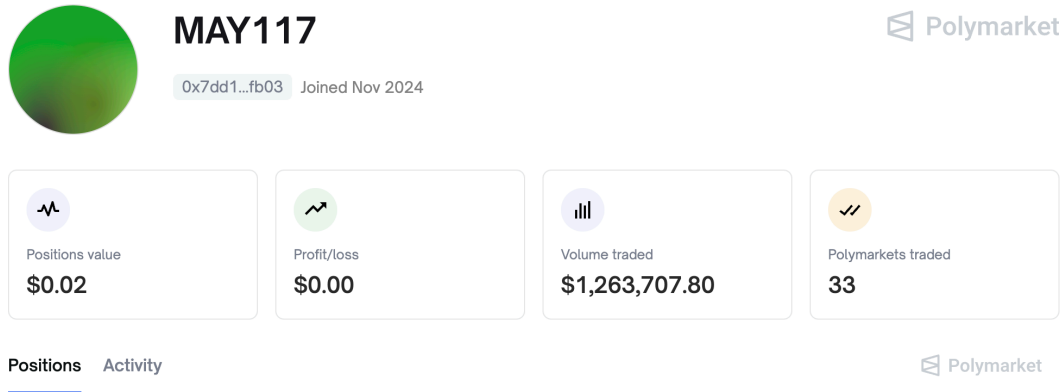 MAY117
Polymarket
0x7dd1...fb03 Joined Nov 2024
Positions value
$0.02
Profit/loss
$0.00
Volume traded
$1,263,707.80
Polymarkets traded
33
Positions Activity
Polymarket